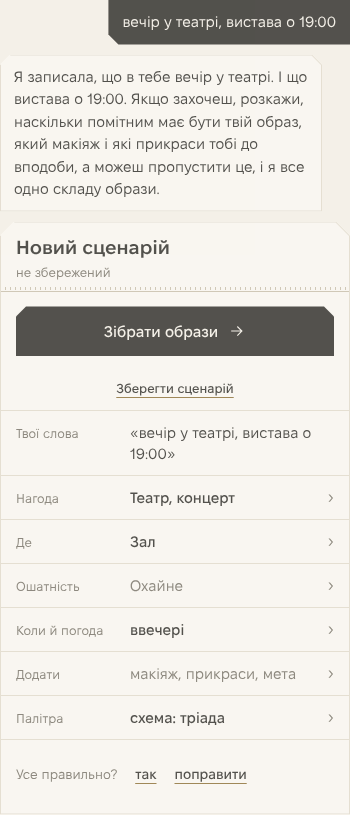 вечір у театрі, вистава о 19:00
Я записала, що в тебе вечір у театрі. І що
вистава о 19:00. Якщо захочеш, розкажи,
наскільки помітним має бути твій образ,
який макіяж і які прикраси тобі до
вподоби, а можеш пропустити це, і я все
одно складу образи.
Новий сценарій
не збережений
Зібрати образи →
Зберегти сценарій
Твої слова «вечір у театрі, вистава о
19:00»
Нагода Театр, концерт ›
Де Зал ›
Ошатність Охайне ›
Коли й погода ввечері ›
Додати макіяж, прикраси, мета ›
Палітра схема: тріада ›
Усе правильно? так поправити